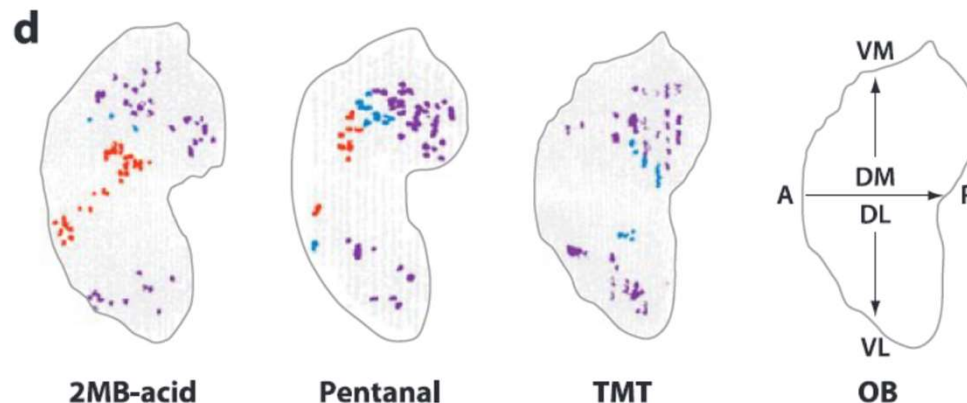 d
VM
A
DM
DL
P
VL
2MB-acid
Pentanal
TMT
OB